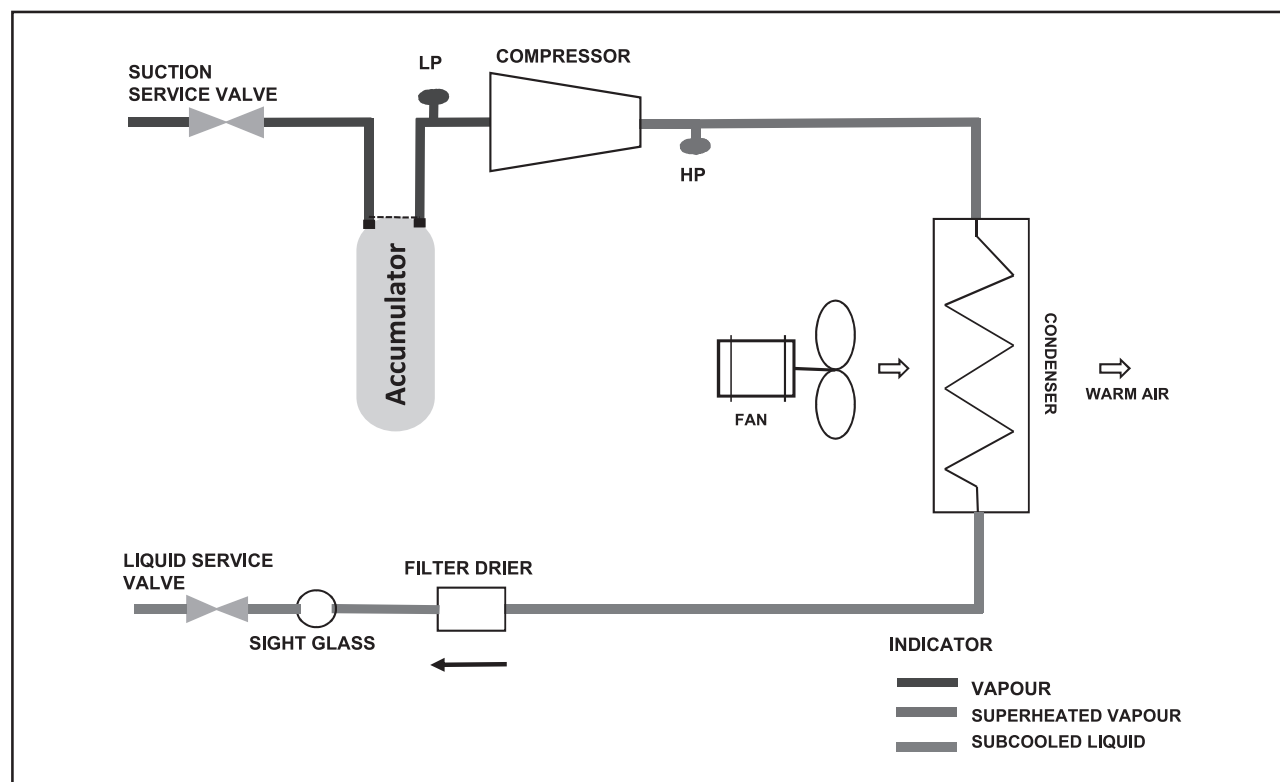 SUCTION
SERVICE VALVE
LP
COMPRESSOR
HP
Accumulator
FAN
CONDENSER
WARM AIR
LIQUID SERVICE
VALVE
SIGHT GLASS
FILTER DRIER
INDICATOR
VAPOUR
SUPERHEATED VAPOUR
SUBCOOLED LIQUID